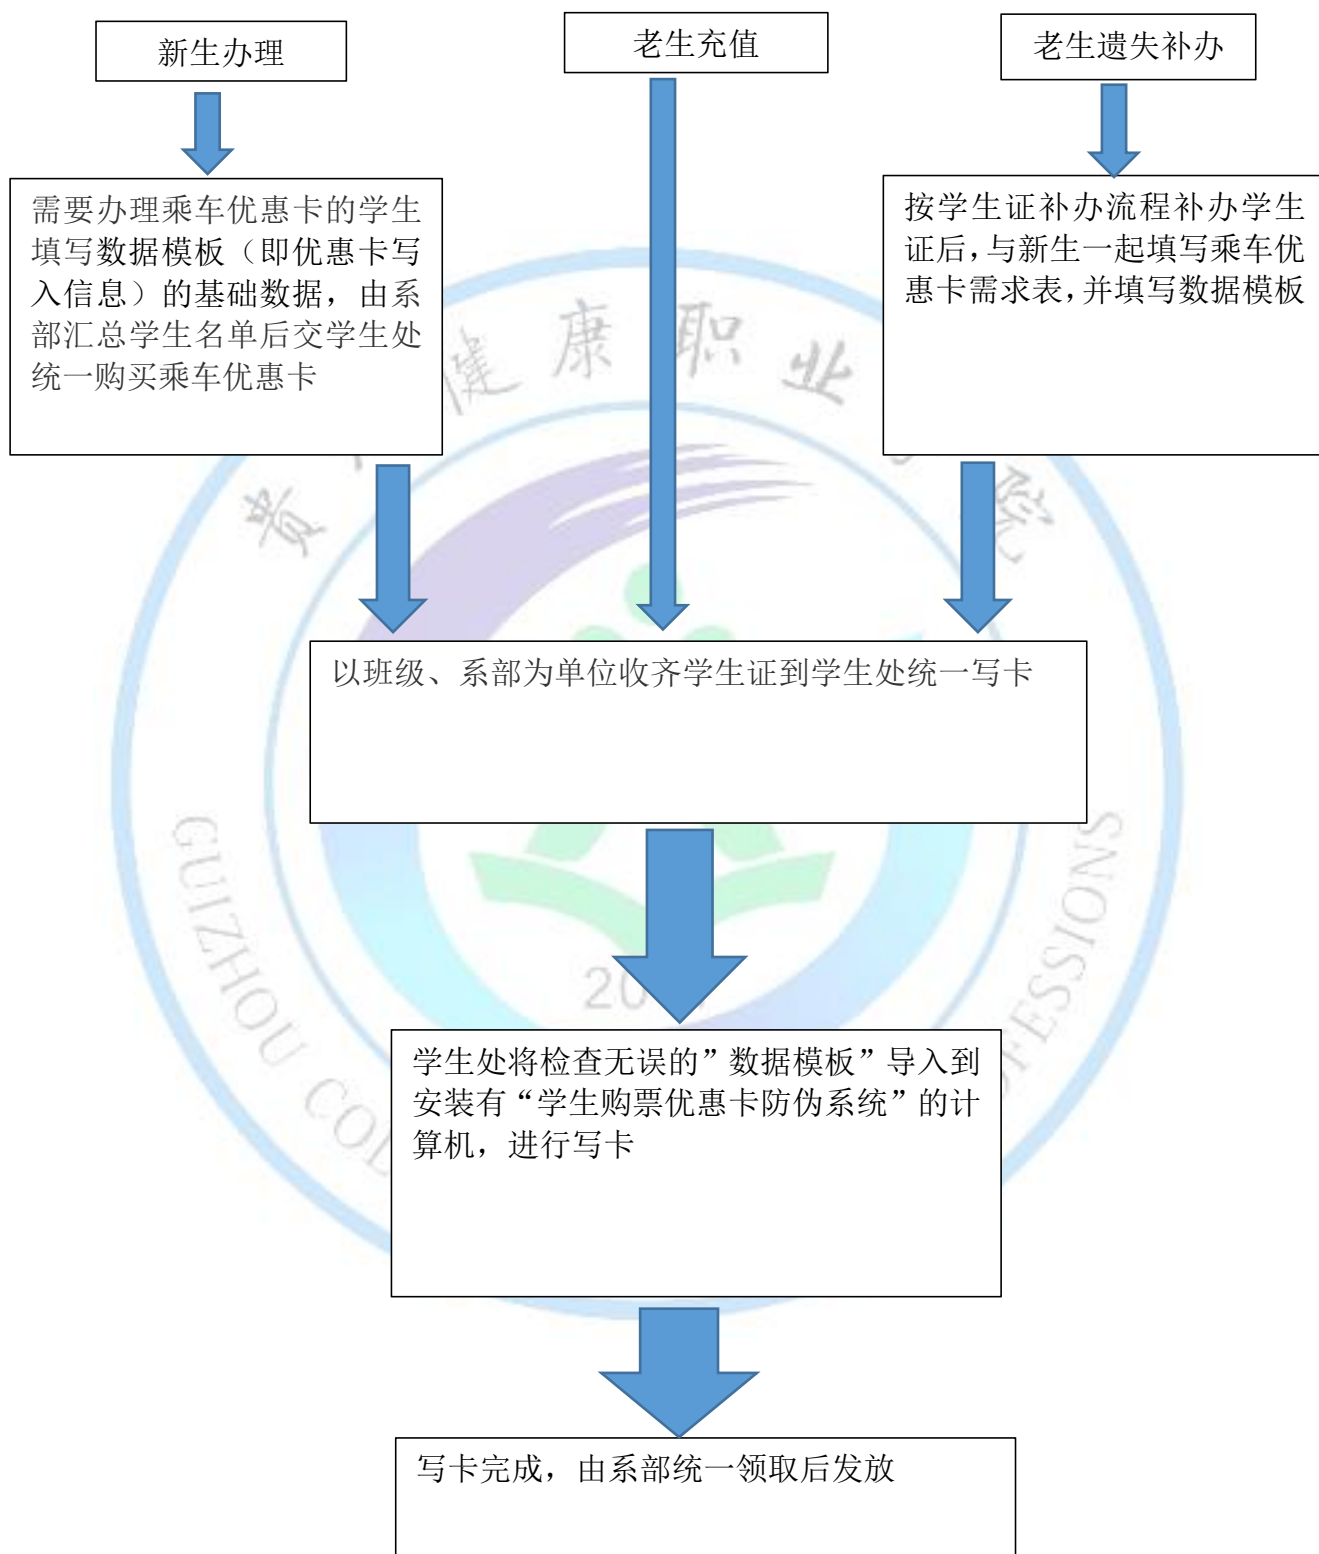 新生办理
老生充值
老生遗失补办
需要办理乘车优惠卡的学生
填写数据模板（即优惠卡写
入信息）的基础数据，由系
部汇总学生名单后交学生处
统一购买乘车优惠卡
按学生证补办流程补办学生
证后，与新生一起填写乘车优
惠卡需求表，并填写数据模板
以班级、系部为单位收齐学生证到学生处统一写卡
学生处将检查无误的”数据模板”导入到
安装有“学生购票优惠卡防伪系统”的计
算机，进行写卡
写卡完成，由系部统一领取后发放
贵 健 康 职 业 院
GUIZHOU